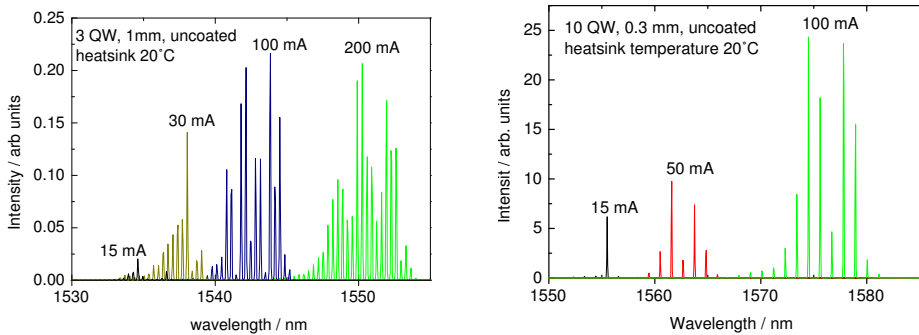 3 QW, 1mm, uncoated
heatsink 20˚C
100 mA
200 mA
30 mA
15 mA
0.25
0.20
0.15
0.10
0.05
0.00
Intensity / arb units
1530
1540
1550
wavelength / nm
10 QW, 0.3 mm, uncoated
heatsink temperature 20˚C
100 mA
50 mA
15 mA
25
20
15
10
5
0
Intensit / arb. units
1550
1560
1570
1580
Wavelength / nm